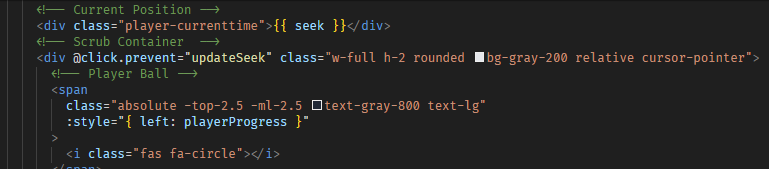 <!-- Current Position -->
<div class="player-currenttime">{{ seek }}</div>
<!-- Scrub Container -->
<div @click.prevent="updateSeek" class="w-full h-2 rounded bg-gray-200 relative cursor-pointer">
<!-- Player Ball -->
<span
class="absolute -top-2.5 -ml-2.5 text-gray-800 text-lg"
:style="{ left: playerProgress }"
>
<i class="fas fa-circle"></i>
</span>